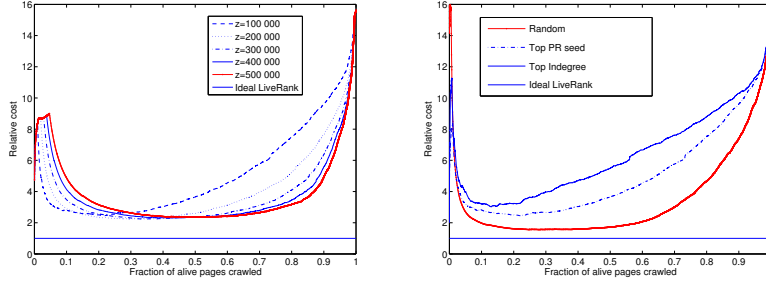 16
14
12
10
8
6
4
2
0
Relative cost
0
0.1
0.2
0.3
0.4
0.5
0.6
0.7
0.8
0.9
1
Fraction of alive pages crawled
z=100 000
z=200 000
z=300 000
z=400 000
z=500 000
Ideal LiveRank
16
14
12
10
8
6
4
2
0
Relative cost
0
0.1
0.2
0.3
0.4
0.5
0.6
0.7
0.8
0.9
Fraction of alive pages crawled
Random
Top PR seed
Top Indegree
Ideal LiveRank